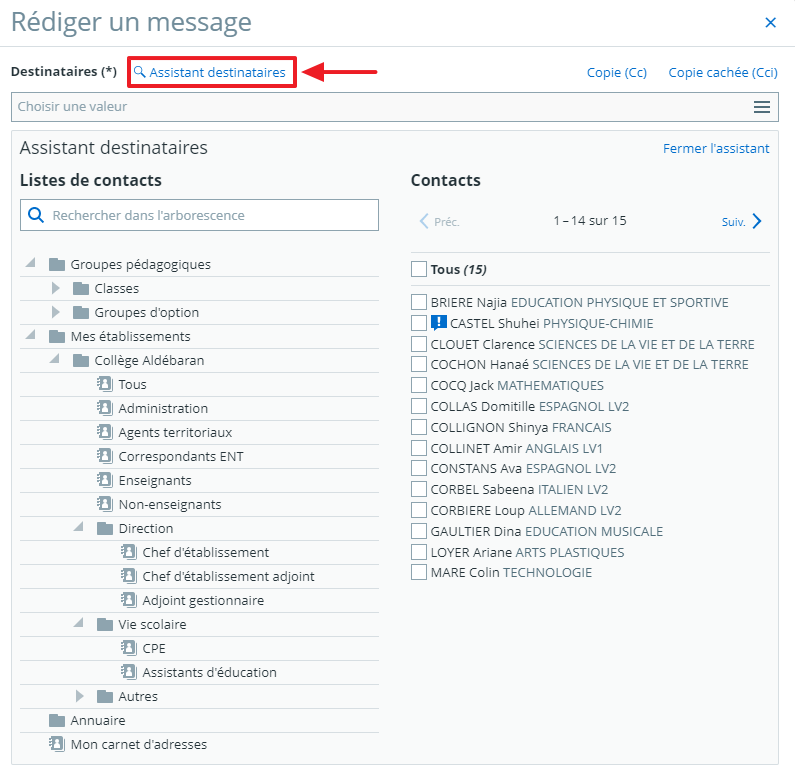 Rédiger un message
Destinataires (*) Assistant destinataires Copie (Cc) Copie cachée (Cci)
Choisir une valeur
Assistant destinataires Fermer l'assistant
Listes de contacts
Rechercher dans l'arborescence
Groupes pédagogiques
Classes
Groupes d'option
Mes établissements
Collège Aldébaran
Tous
Administration
Agents territoriaux
Correspondants ENT
Enseignants
Non-enseignants
Direction
Chef d'établissement
Chef d'établissement adjoint
Adjoint gestionnaire
Vie scolaire
CPE
Assistants d'éducation
Autres
Annuaire
Mon carnet d'adresses
Contacts
Préc. 1 – 14 sur 15 Suiv.
Tous (15)
BRIERE Najia EDUCATION PHYSIQUE ET SPORTIVE
CASTEL Shuhei PHYSIQUE-CHIMIE
CLOUET Clarence SCIENCES DE LA VIE ET DE LA TERRE
COCHON Hanaé SCIENCES DE LA VIE ET DE LA TERRE
COCQ Jack MATHEMATIQUES
COLLAS Domitille ESPAGNOL LV2
COLLIGNON Shinya FRANCAIS
COLLINET Amir ANGLAIS LV1
CONSTANS Ava ESPAGNOL LV2
CORBEL Sabeena ITALIEN LV2
CORBIERE Loup ALLEMAND LV2
GAULTIER Dina EDUCATION MUSICALE
LOYER Ariane ARTS PLASTIQUES
MARE Colin TECHNOLOGIE